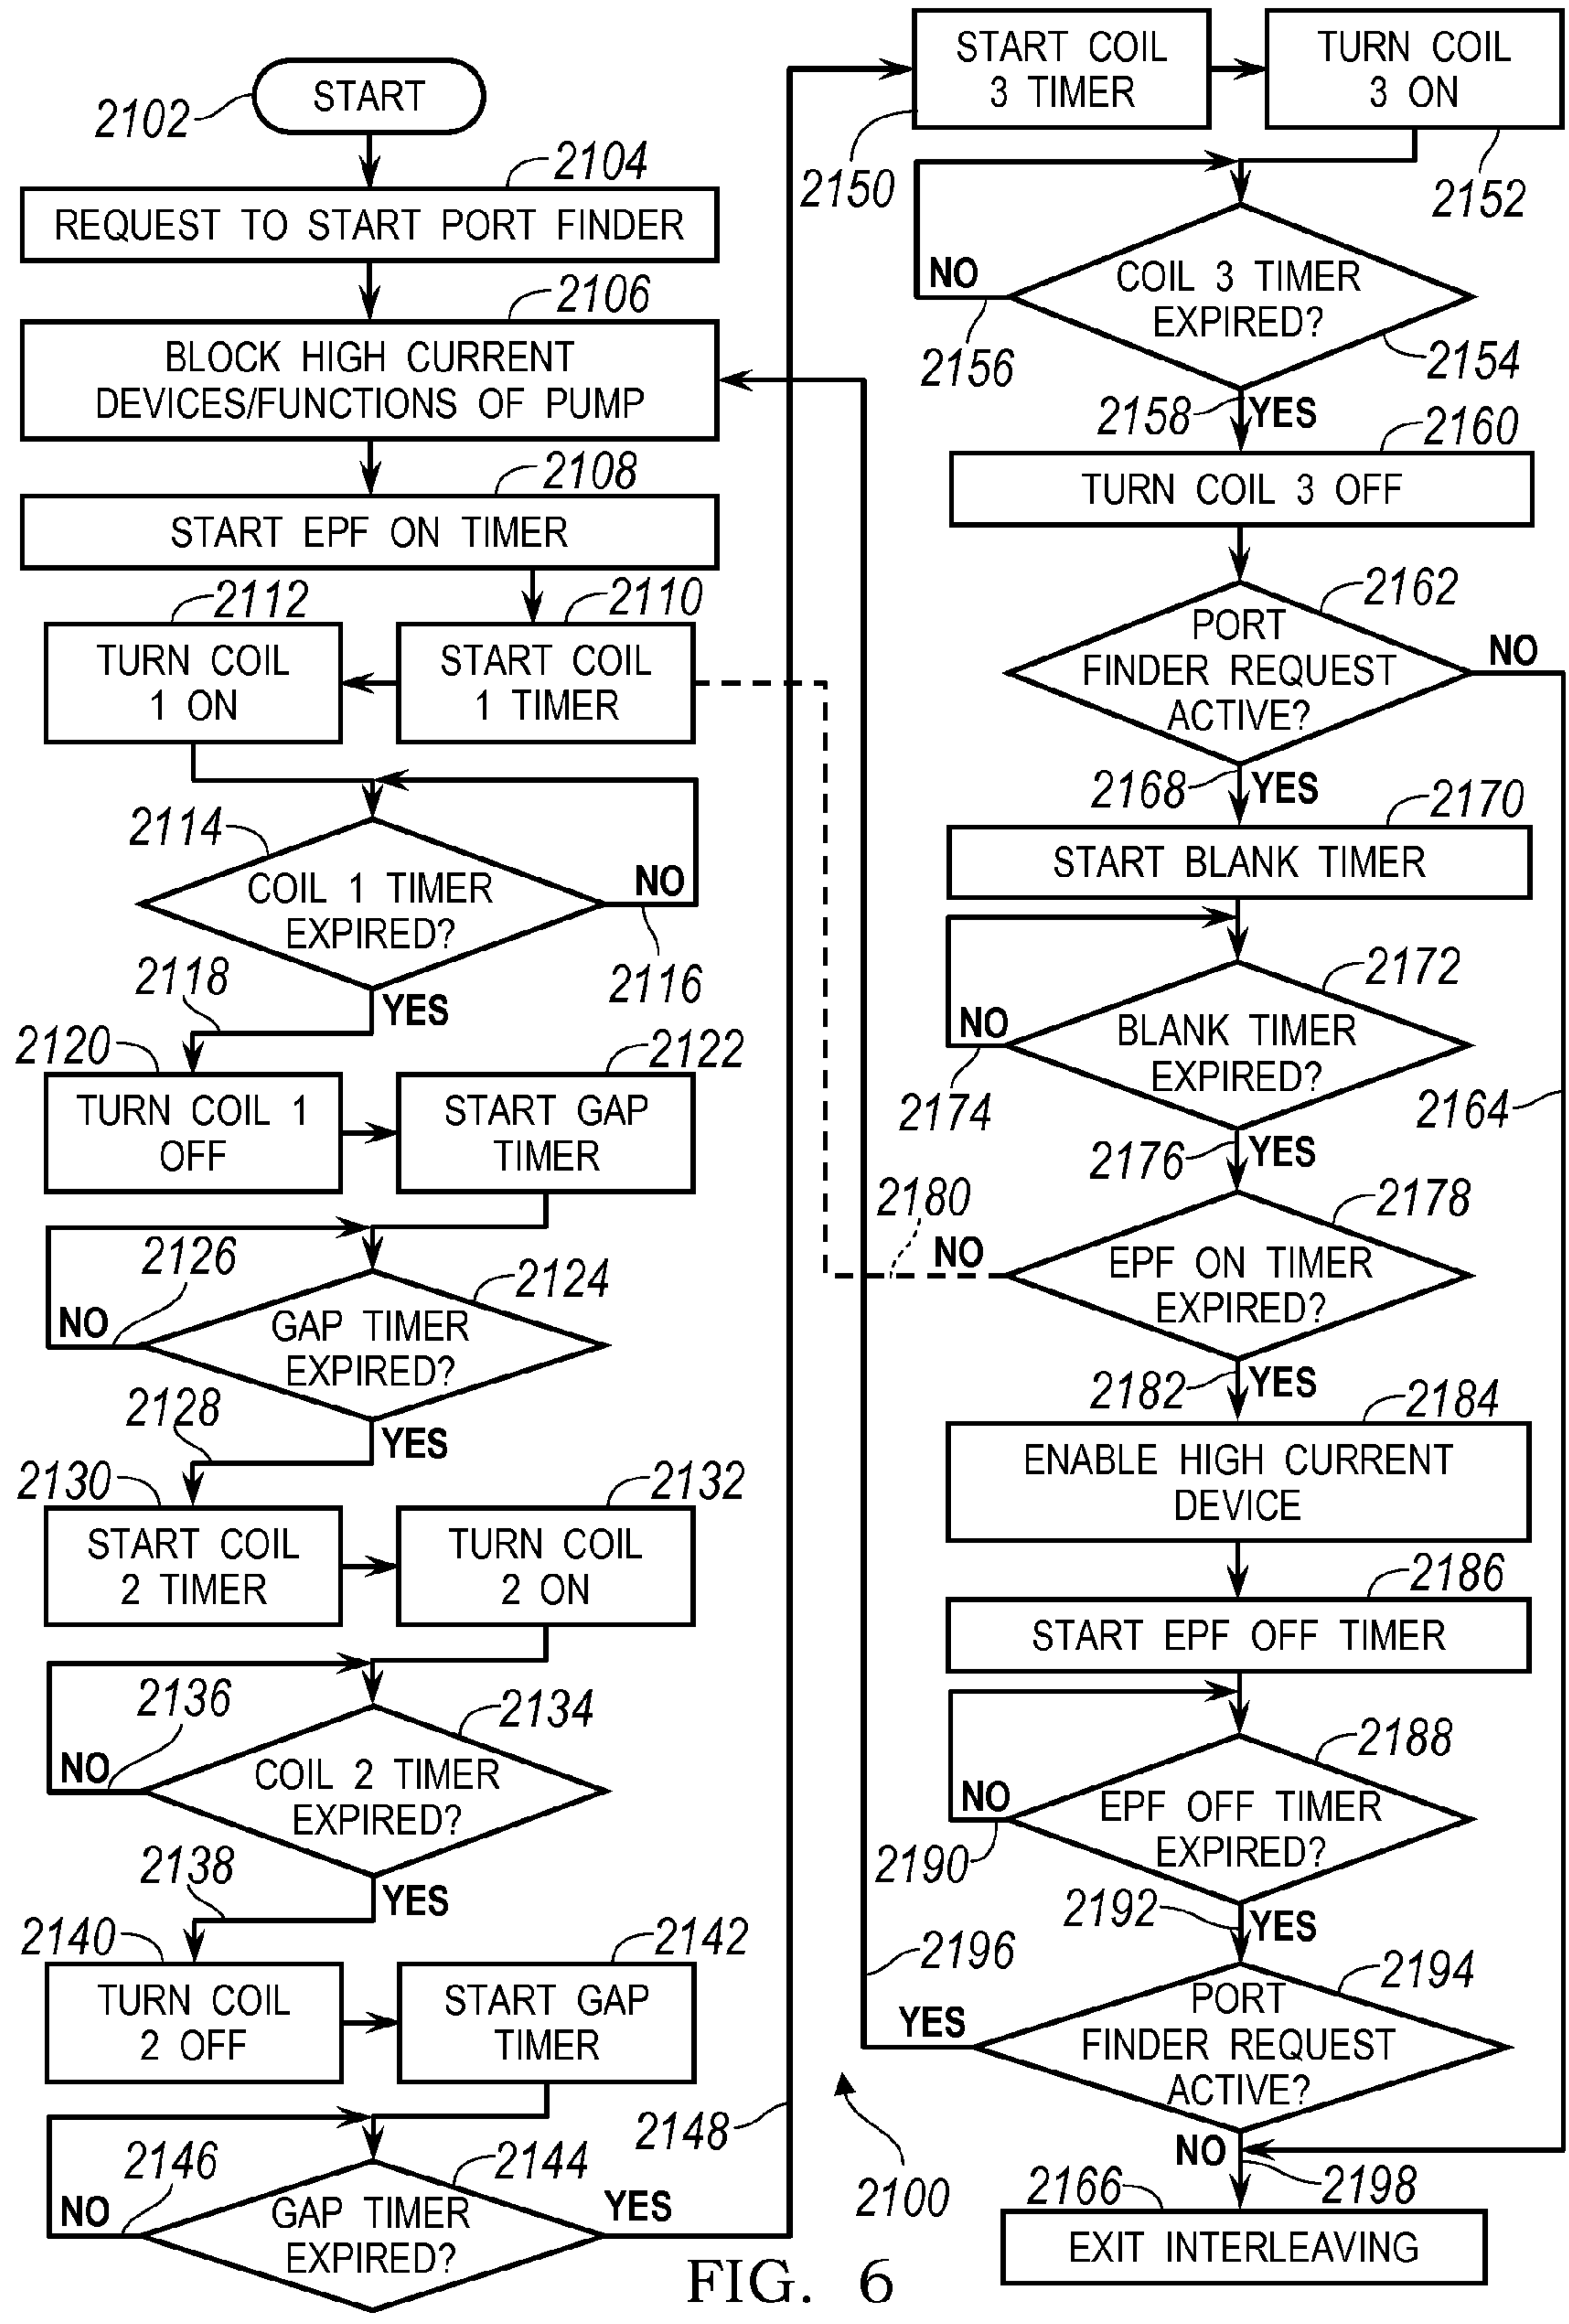 START
2102
2104
REQUEST TO START PORT FINDER
2106
BLOCK HIGH CURRENT
DEVICES/FUNCTIONS OF PUMP
2108
START EPF ON TIMER
2112
2110
TURN COIL
1 ON
START COIL
1 TIMER
2114
COIL 1 TIMER
EXPIRED?
NO
2116
2118
YES
2120
2122
TURN COIL 1
OFF
START GAP
TIMER
2126
2124
NO
GAP TIMER
EXPIRED?
2128
YES
2130
2132
START COIL
2 TIMER
TURN COIL
2 ON
2136
2134
NO
COIL 2 TIMER
EXPIRED?
2138
YES
2140
2142
TURN COIL
2 OFF
START GAP
TIMER
2148
2146
2144
NO
GAP TIMER
EXPIRED?
YES
START COIL
3 TIMER
TURN COIL
3 ON
2150
2152
NO
COIL 3 TIMER
EXPIRED?
2156
2154
2158
YES
2160
TURN COIL 3 OFF
2162
PORT
FINDER REQUEST
ACTIVE?
NO
2168
YES
2170
START BLANK TIMER
2172
NO
BLANK TIMER
EXPIRED?
2174
2164
2176
YES
2180
2178
NO
EPF ON TIMER
EXPIRED?
2182
YES
2184
ENABLE HIGH CURRENT
DEVICE
2186
START EPF OFF TIMER
2188
NO
EPF OFF TIMER
EXPIRED?
2190
2192
YES
2196
2194
YES
PORT
FINDER REQUEST
ACTIVE?
2100
NO
2166
2198
EXIT INTERLEAVING
FIG. 6